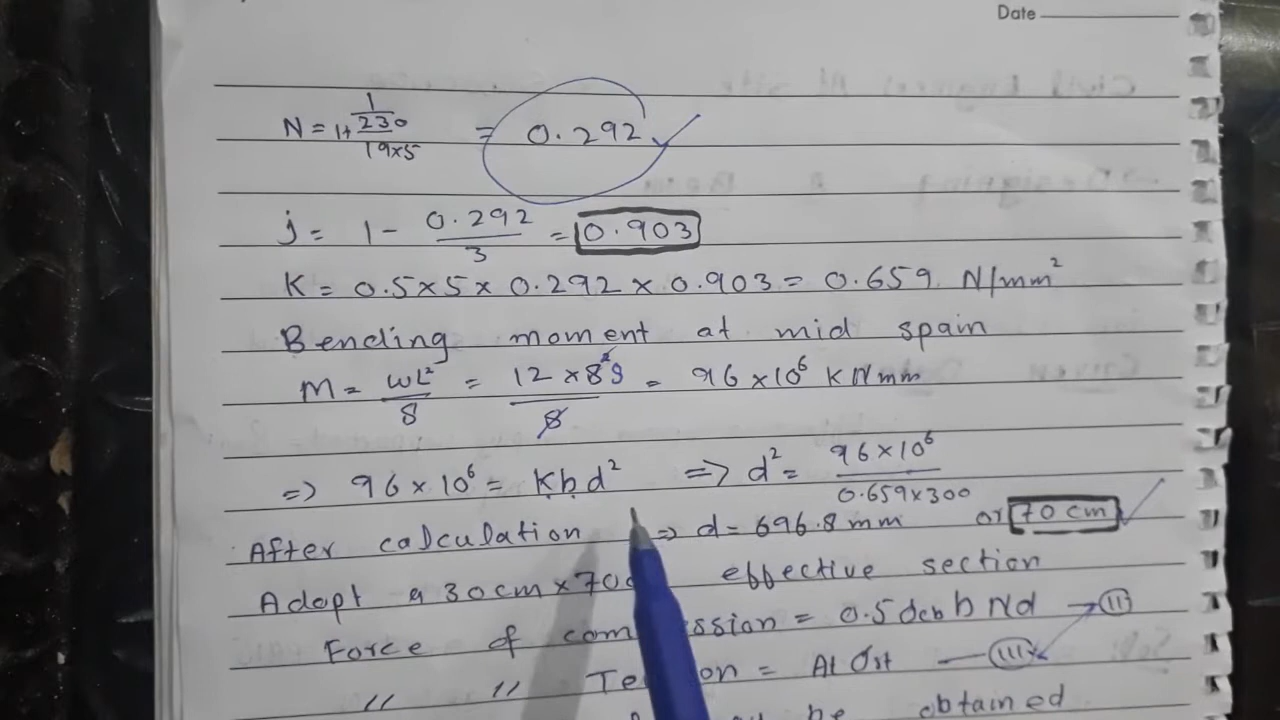 Date
N = 1/(1+230/19×5) = 0.292 ✓
j = 1 - 0.292/3 = 0.903
K = 0.5×5×0.292×0.903 = 0.659 N/mm²
Bending moment at mid spain
M = ωL²/8 = 12×8²/8 = 96×10⁶ KNmm
=> 96×10⁶ = Kbd² => d² = 96×10⁶/0.659×300
After calculation => d = 696.8 mm or 70 cm ✓
Adopt a 30cm×70 effective section
Force of com ssion = 0.5 σcb b Nd → (II)
" " Te on = At σst — (III)
be obtained